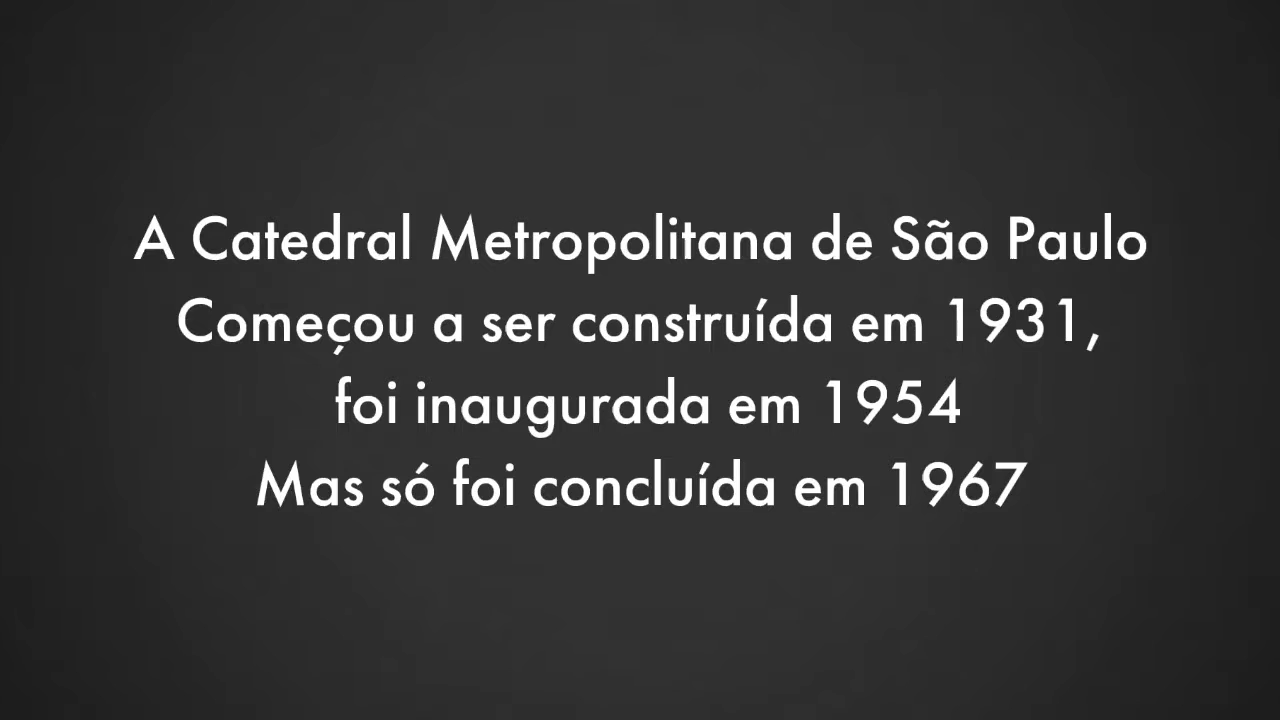 A Catedral Metropolitana de São Paulo
Começou a ser construída em 1931,
foi inaugurada em 1954
Mas só foi concluída em 1967